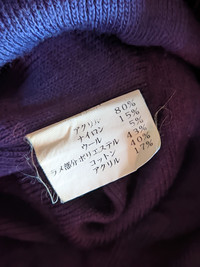 アクリル 80%
ナイロン 15%
ウール 5%
ラメ部分ポリエステル 43%
コットン 40%
アクリル 17%